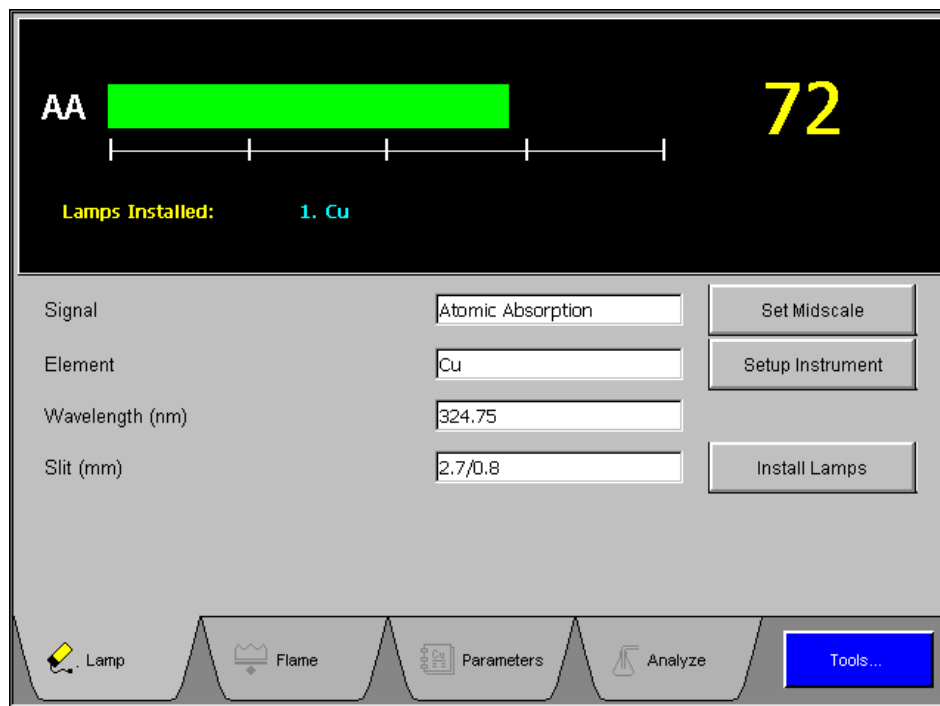 AA 72
Lamps Installed: 1. Cu
Signal Atomic Absorption Set Midscale
Element Cu Setup Instrument
Wavelength (nm) 324.75
Slit (mm) 2.7/0.8 Install Lamps
Lamp Flame Cu Parameters Analyze Tools...